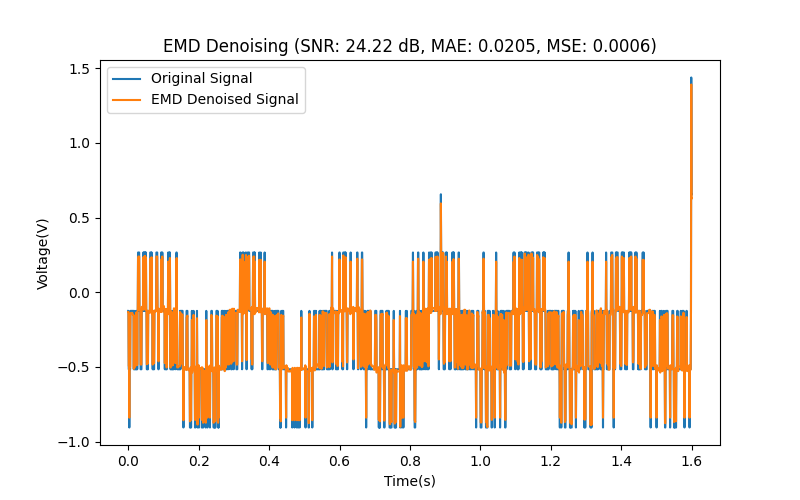 EMD Denoising (SNR: 24.22 dB, MAE: 0.0205, MSE: 0.0006)
Original Signal
EMD Denoised Signal
1.5
1.0
0.5
0.0
−0.5
−1.0
Voltage(V)
0.0 0.2 0.4 0.6 0.8 1.0 1.2 1.4 1.6
Time(s)